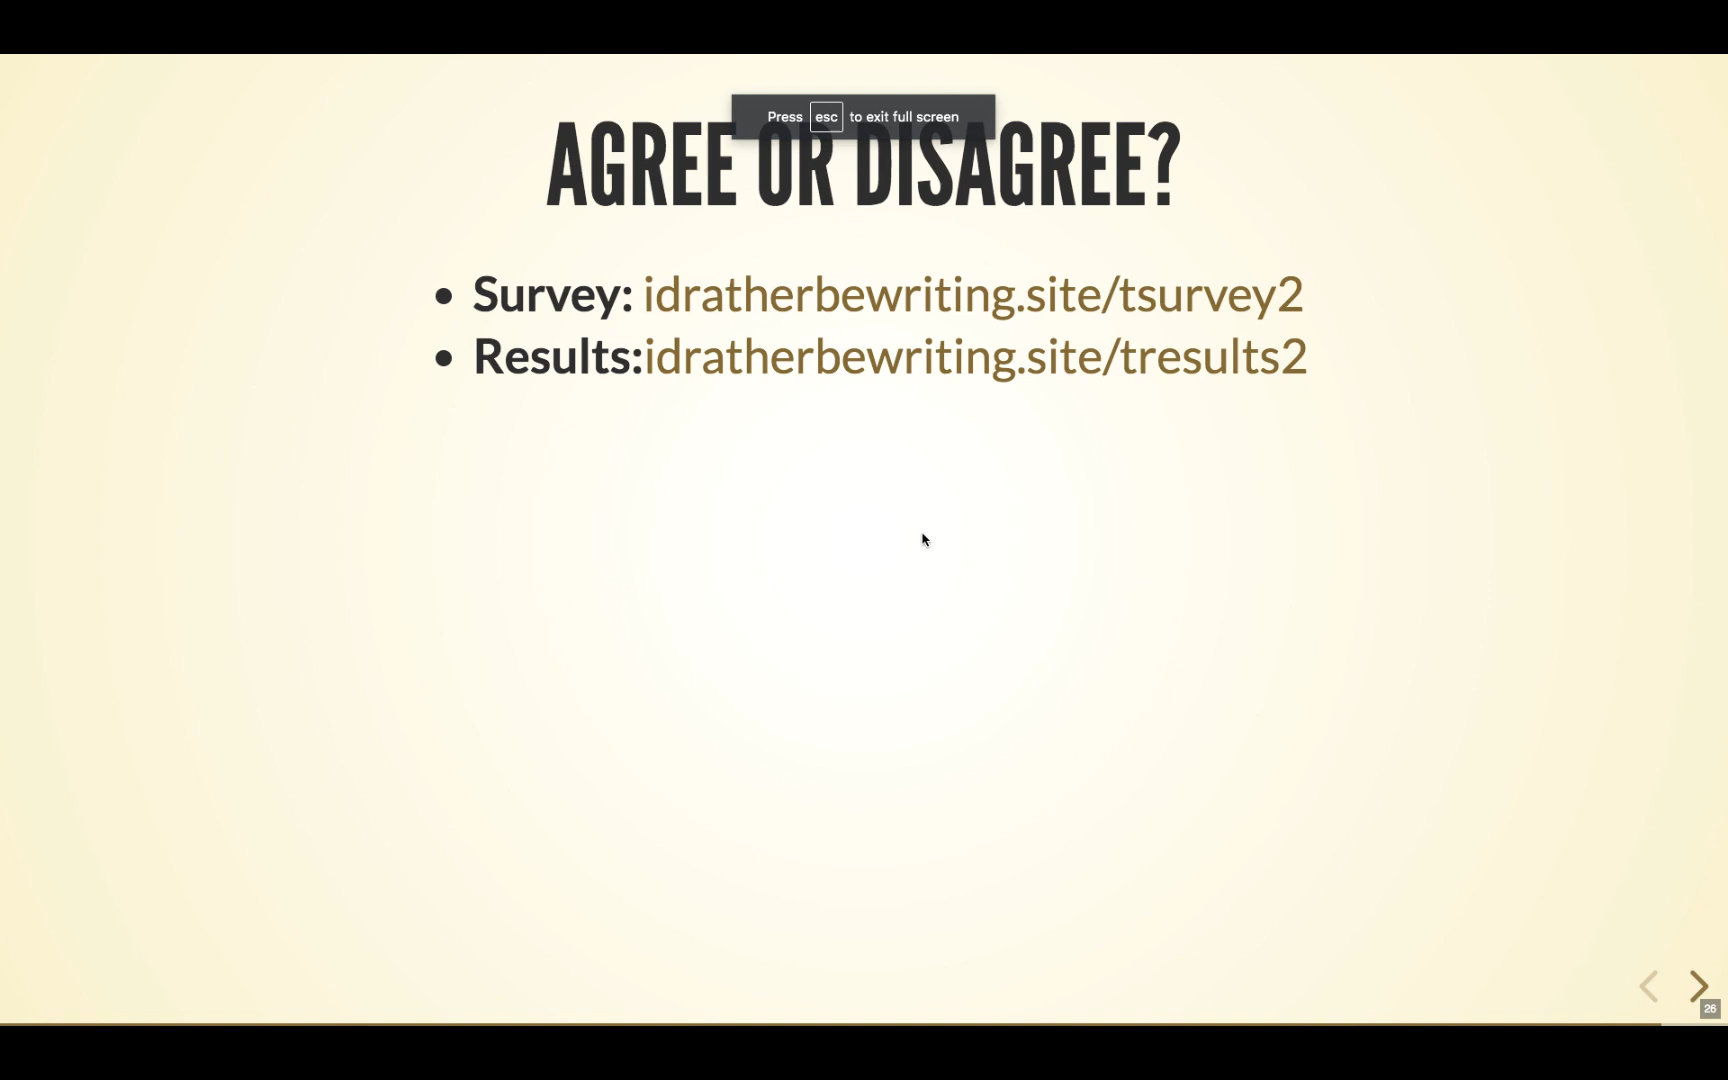 Press esc to exit full screen
AGREE OR DISAGREE?
• Survey: idratherbewriting.site/tsurvey2
• Results:idratherbewriting.site/tresults2
26